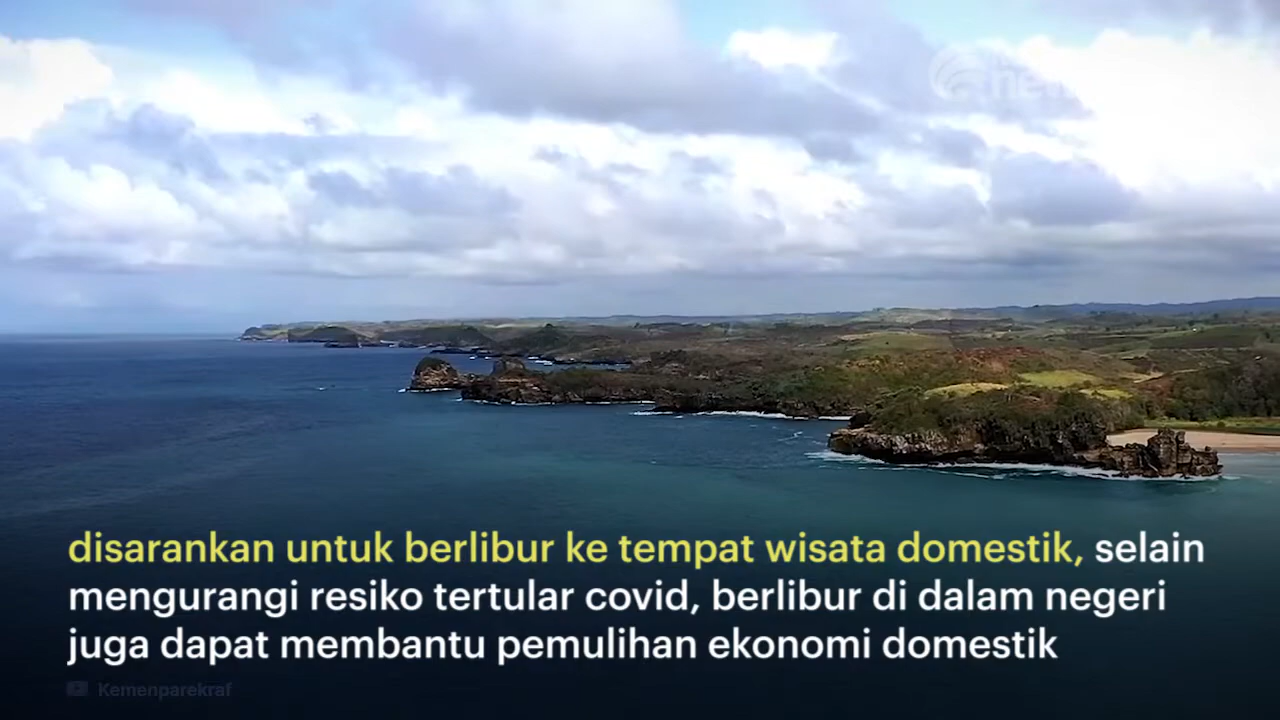 disarankan untuk berlibur ke tempat wisata domestik, selain
mengurangi resiko tertular covid, berlibur di dalam negeri
juga dapat membantu pemulihan ekonomi domestik
Kemenparekraf